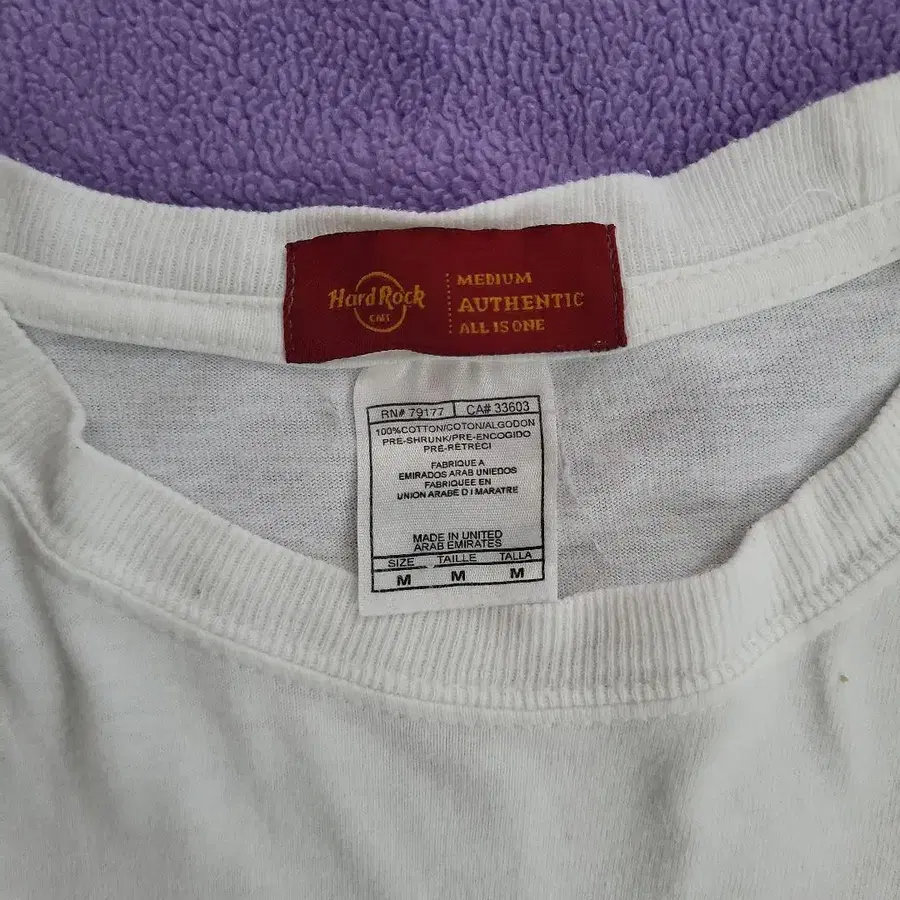 Hard Rock
CAFE
MEDIUM
AUTHENTIC
ALL IS ONE
RN# 79177 CA# 33603
100%COTTON/COTON/ALGODON
PRE-SHRUNK/PRE-ENCOGIDO
PRE-RETRECI
FABRIQUE A
EMIRADOS ARAB UNIEDOS
FABRIQUEE EN
UNION ARABE D I MARATRE
MADE IN UNITED
ARAB EMIRATES
SIZE TAILLE TALLA
M M M